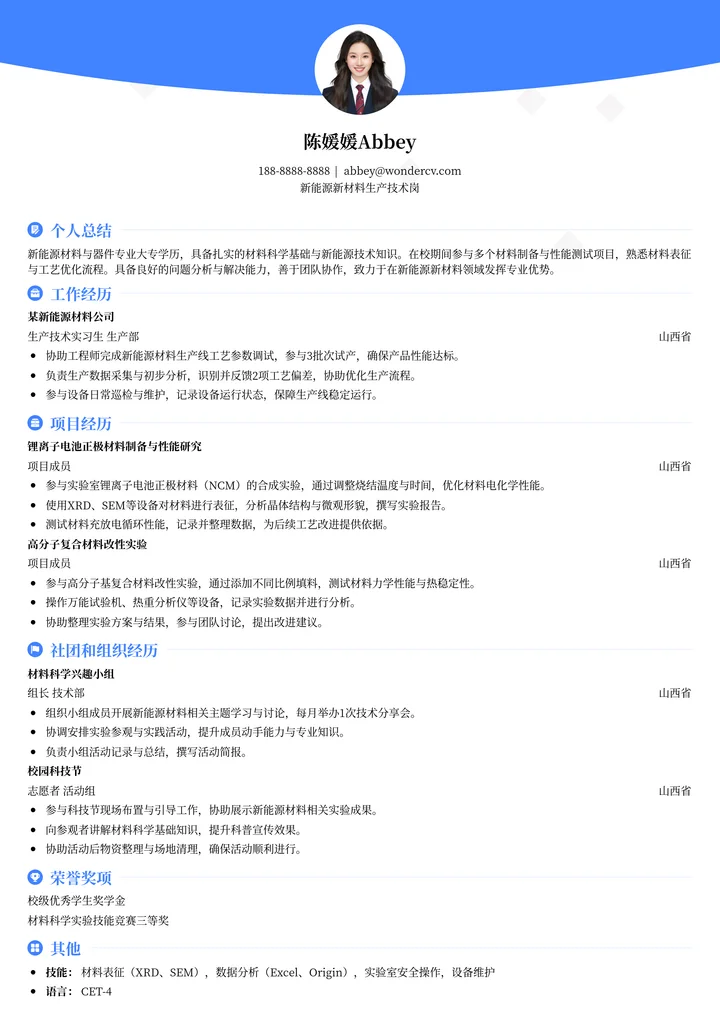 陈媛媛Abbey
188-8888-8888 | abbey@wondercv.com
新能源新材料生产技术岗
个人总结
新能源材料与器件专业大专学历，具备扎实的材料科学基础与新能源技术知识。在校期间参与多个材料制备与性能测试项目，熟悉材料表征
与工艺优化流程。具备良好的问题分析与解决能力，善于团队协作，致力于在新能源新材料领域发挥专业优势。
工作经历
某新能源材料公司
生产技术实习生 生产部 山西省
• 协助工程师完成新能源材料生产线工艺参数调试，参与3批次试产，确保产品性能达标。
• 负责生产数据采集与初步分析，识别并反馈2项工艺偏差，协助优化生产流程。
• 参与设备日常巡检与维护，记录设备运行状态，保障生产线稳定运行。
项目经历
锂离子电池正极材料制备与性能研究
项目成员 山西省
• 参与实验室锂离子电池正极材料（NCM）的合成实验，通过调整烧结温度与时间，优化材料电化学性能。
• 使用XRD、SEM等设备对材料进行表征，分析晶体结构与微观形貌，撰写实验报告。
• 测试材料充放电循环性能，记录并整理数据，为后续工艺改进提供依据。
高分子复合材料改性实验
项目成员 山西省
• 参与高分子基复合材料改性实验，通过添加不同比例填料，测试材料力学性能与热稳定性。
• 操作万能试验机、热重分析仪等设备，记录实验数据并进行分析。
• 协助整理实验方案与结果，参与团队讨论，提出改进建议。
社团和组织经历
材料科学兴趣小组
组长 技术部 山西省
• 组织小组成员开展新能源材料相关主题学习与讨论，每月举办1次技术分享会。
• 协调安排实验参观与实践活动，提升成员动手能力与专业知识。
• 负责小组活动记录与总结，撰写活动简报。
校园科技节
志愿者 活动组 山西省
• 参与科技节现场布置与引导工作，协助展示新能源材料相关实验成果。
• 向参观者讲解材料科学基础知识，提升科普宣传效果。
• 协助活动后物资整理与场地清理，确保活动顺利进行。
荣誉奖项
校级优秀学生奖学金
材料科学实验技能竞赛三等奖
其他
• 技能： 材料表征（XRD、SEM），数据分析（Excel、Origin），实验室安全操作，设备维护
• 语言： CET-4